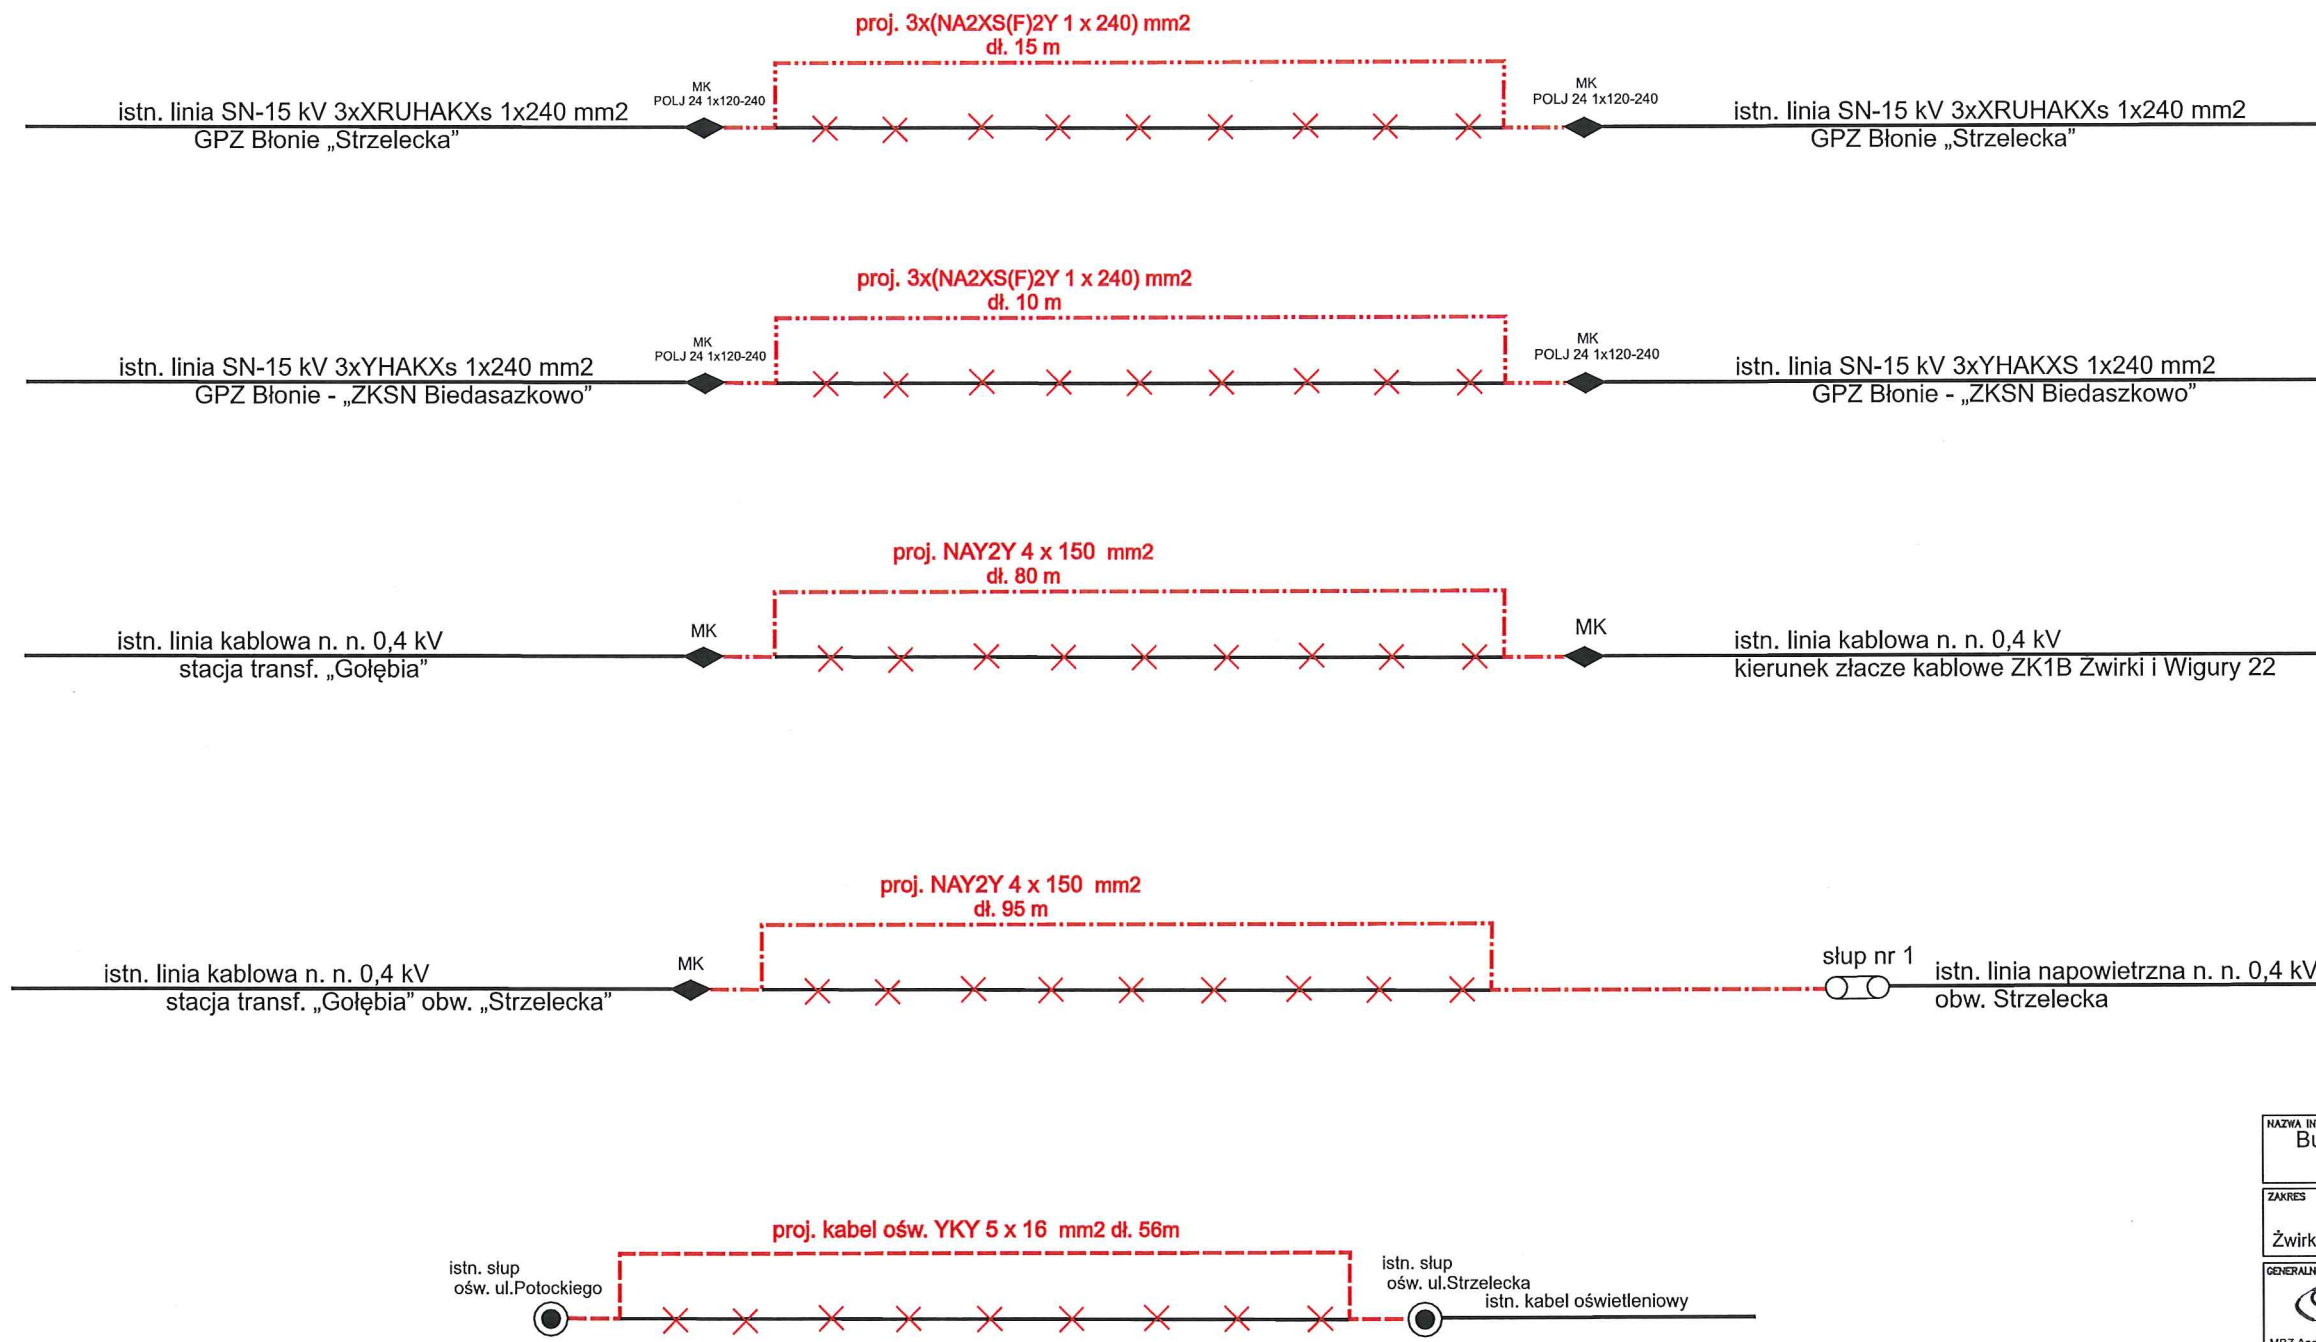 proj. 3x(NA2XS(F)2Y 1 x 240) mm2
dł. 15 m
istn. linia SN-15 kV 3xXRUHAKXs 1x240 mm2
GPZ Błonie „Strzelecka”
MK
POLJ 24 1x120-240
MK
POLJ 24 1x120-240
istn. linia SN-15 kV 3xXRUHAKXs 1x240 mm2
GPZ Błonie „Strzelecka”
proj. 3x(NA2XS(F)2Y 1 x 240) mm2
dł. 10 m
istn. linia SN-15 kV 3xYHAKXs 1x240 mm2
GPZ Błonie - „ZKSN Biedasazkowo”
MK
POLJ 24 1x120-240
MK
POLJ 24 1x120-240
istn. linia SN-15 kV 3xYHAKXS 1x240 mm2
GPZ Błonie - „ZKSN Biedaszkowo”
proj. NAY2Y 4 x 150 mm2
dł. 80 m
istn. linia kablowa n. n. 0,4 kV
stacja transf. „Gołębia”
MK
MK
istn. linia kablowa n. n. 0,4 kV
kierunek złacze kablowe ZK1B Żwirki i Wigury 22
proj. NAY2Y 4 x 150 mm2
dł. 95 m
istn. linia kablowa n. n. 0,4 kV
stacja transf. „Gołębia” obw. „Strzelecka”
MK
słup nr 1
istn. linia napowietrzna n. n. 0,4 kV
obw. Strzelecka
proj. kabel ośw. YKY 5 x 16 mm2 dł. 56m
istn. słup
ośw. ul.Potockiego
istn. słup
ośw. ul.Strzelecka
istn. kabel oświetleniowy
NAZWA IN
Bu
ZAKRES
Żwirk
GENERALN